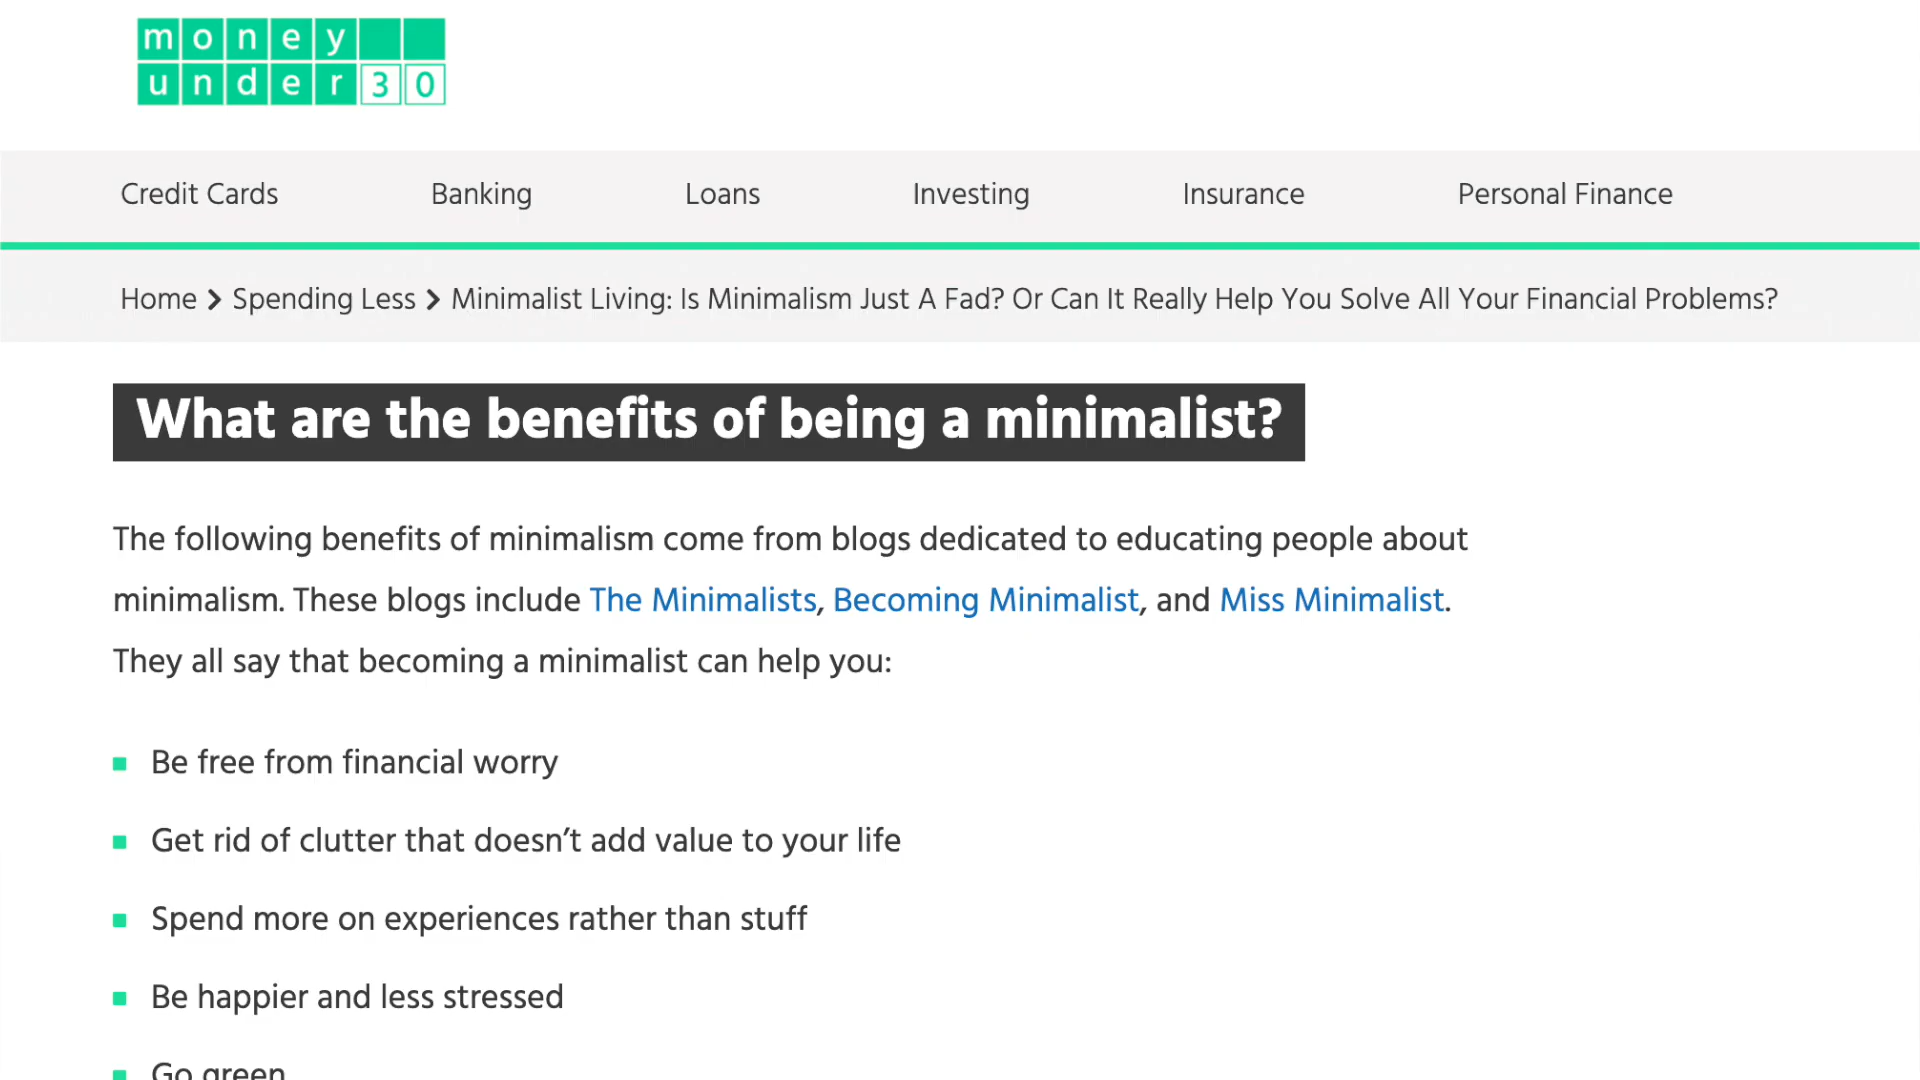 money
under30
Credit Cards Banking Loans Investing Insurance Personal Finance
Home > Spending Less > Minimalist Living: Is Minimalism Just A Fad? Or Can It Really Help You Solve All Your Financial Problems?
What are the benefits of being a minimalist?
The following benefits of minimalism come from blogs dedicated to educating people about
minimalism. These blogs include The Minimalists, Becoming Minimalist, and Miss Minimalist.
They all say that becoming a minimalist can help you:
Be free from financial worry
Get rid of clutter that doesn’t add value to your life
Spend more on experiences rather than stuff
Be happier and less stressed
Go green